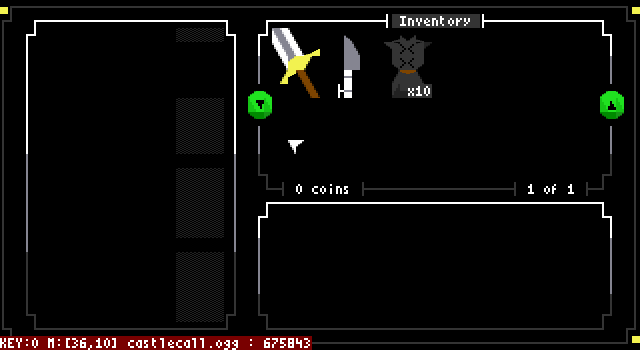 Inventory
x10
0 coins
1 of 1
KEY:0 M:[36,10] castlecall.ogg : 675843